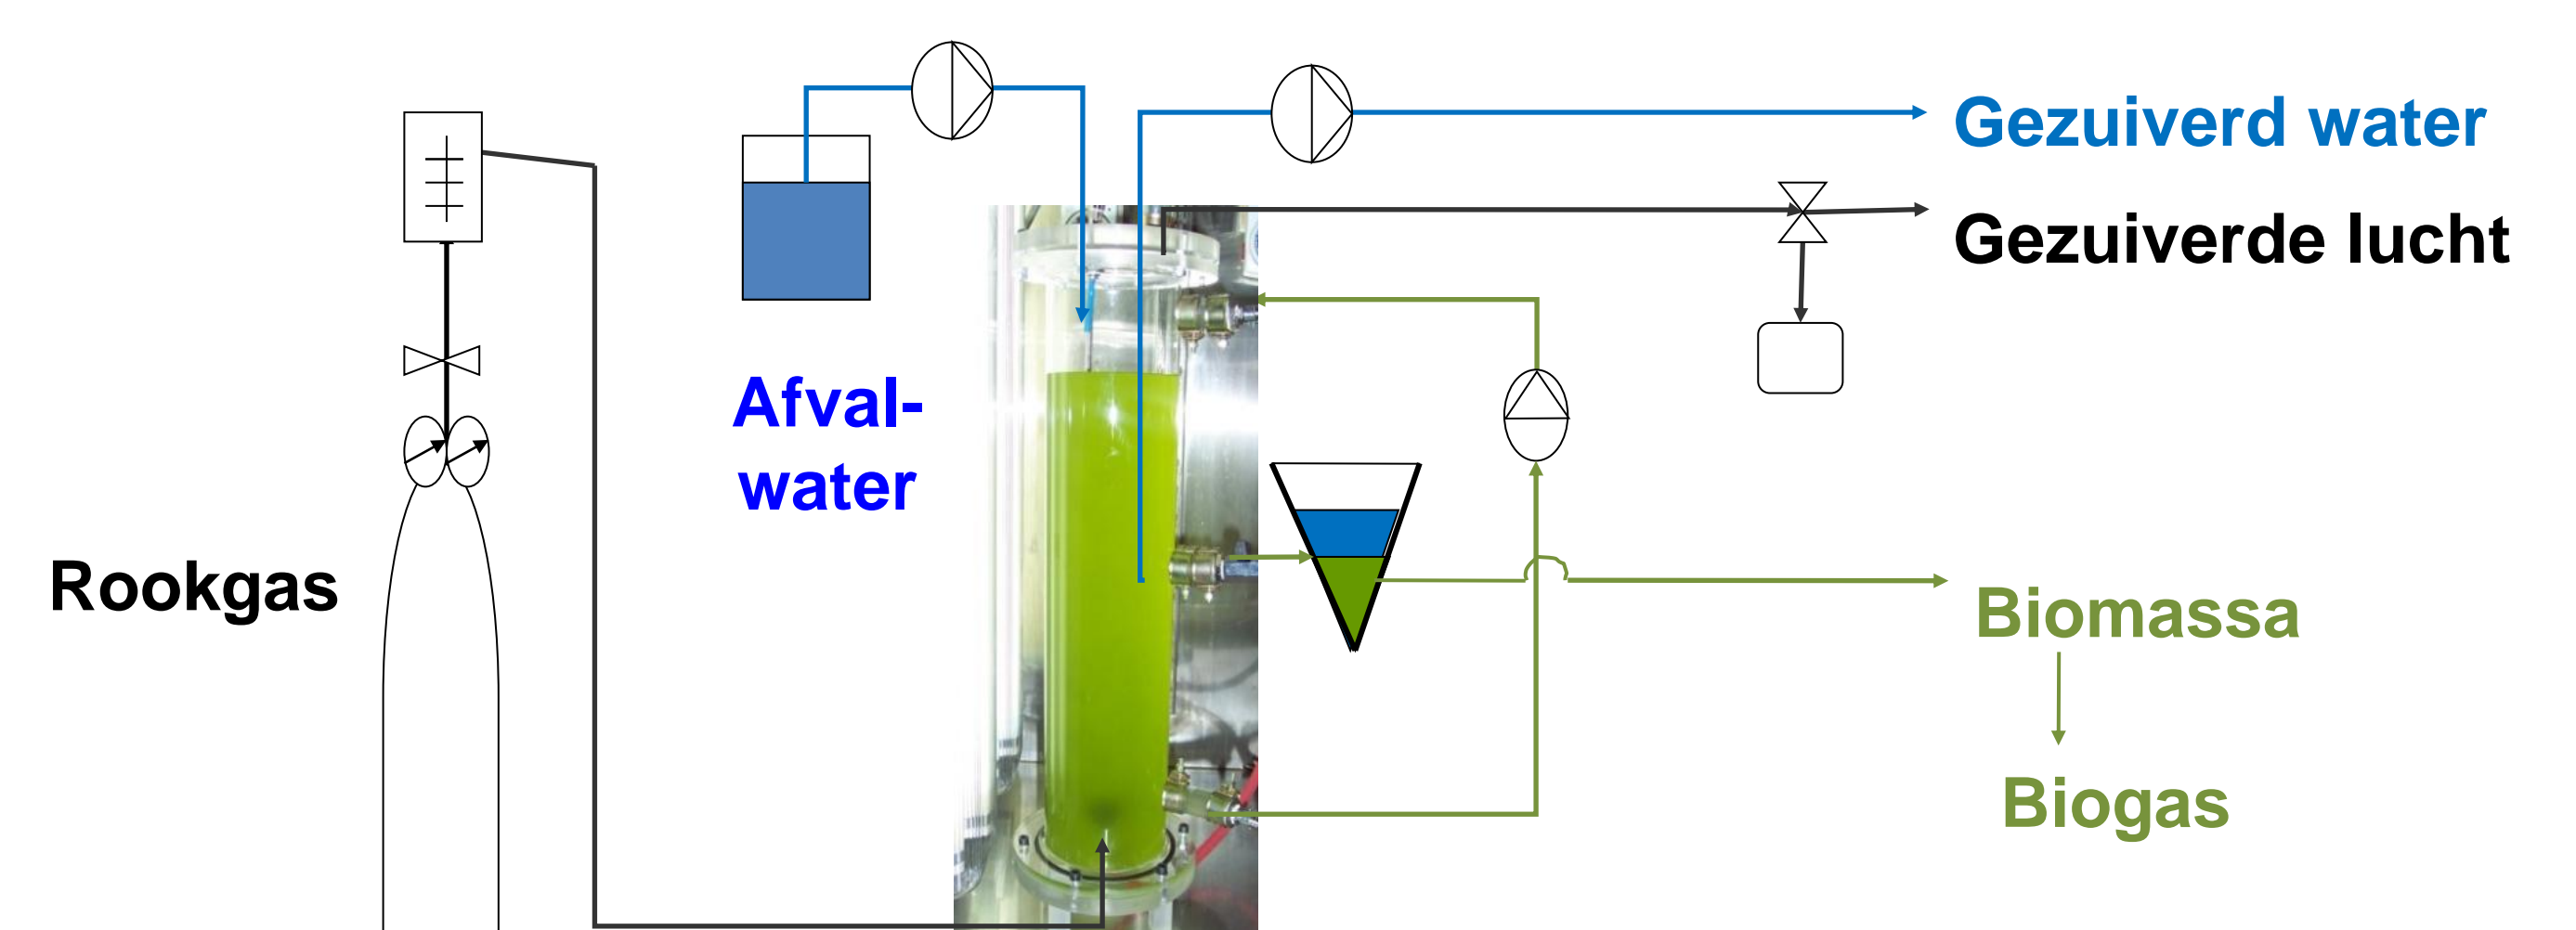 Gezuiverd water
Gezuiverde lucht
Afval-
water
Rookgas
Biomassa
Biogas